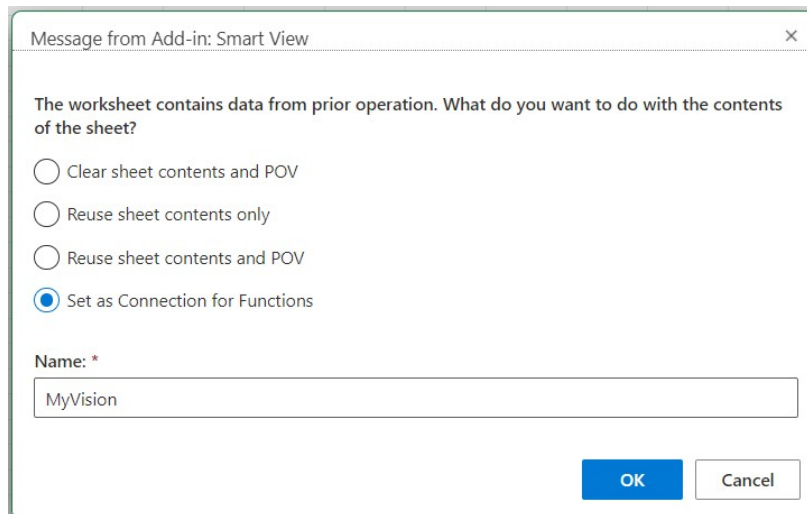 Message from Add-in: Smart View
The worksheet contains data from prior operation. What do you want to do with the contents
of the sheet?
Clear sheet contents and POV
Reuse sheet contents only
Reuse sheet contents and POV
Set as Connection for Functions
Name: *
MyVision
OK Cancel